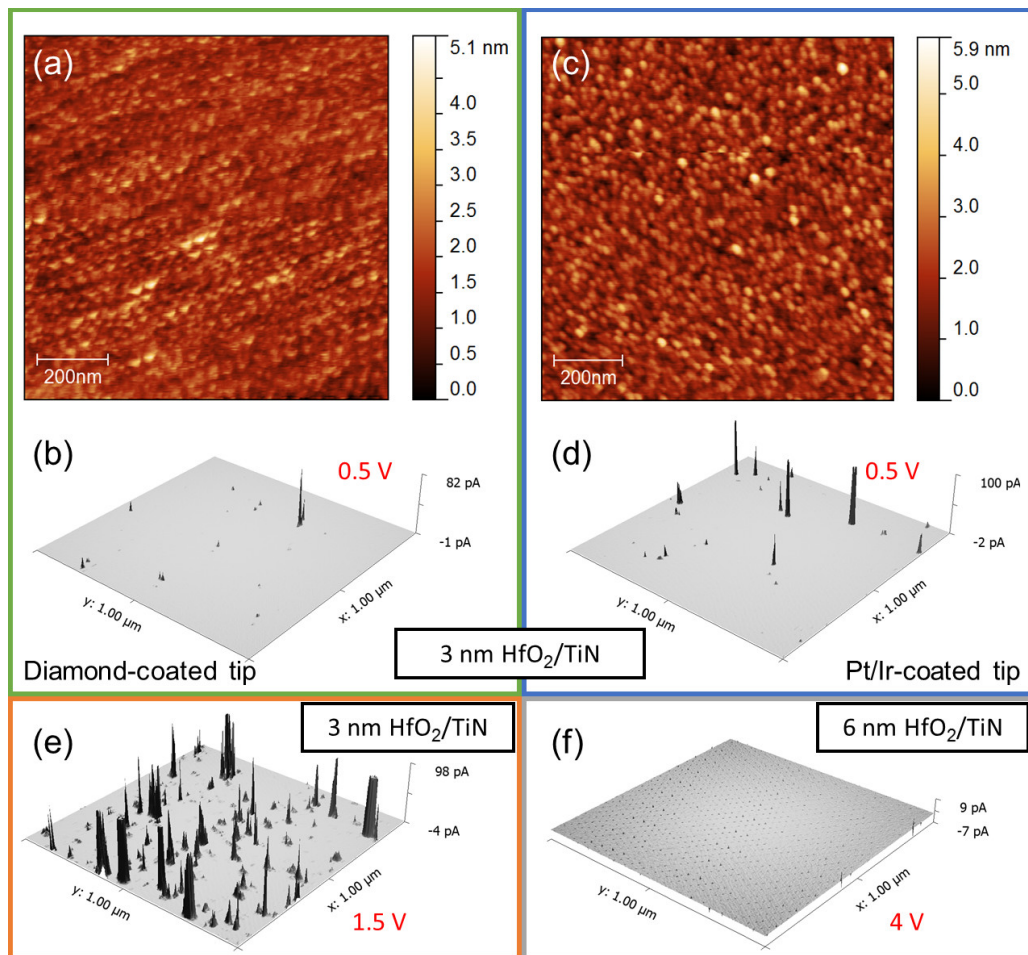 (a)
5.1 nm
4.0
3.5
3.0
2.5
2.0
1.5
1.0
0.5
0.0
200nm
(c)
5.9 nm
5.0
4.0
3.0
2.0
1.0
0.0
200nm
(b)
0.5 V
82 pA
-1 pA
y: 1.00 µm
x: 1.00 µm
Diamond-coated tip
(d)
0.5 V
100 pA
-2 pA
y: 1.00 µm
x: 1.00 µm
Pt/Ir-coated tip
3 nm HfO₂/TiN
(e)
3 nm HfO₂/TiN
98 pA
-4 pA
y: 1.00 µm
x: 1.00 µm
1.5 V
(f)
6 nm HfO₂/TiN
9 pA
-7 pA
y: 1.00 µm
x: 1.00 µm
4 V